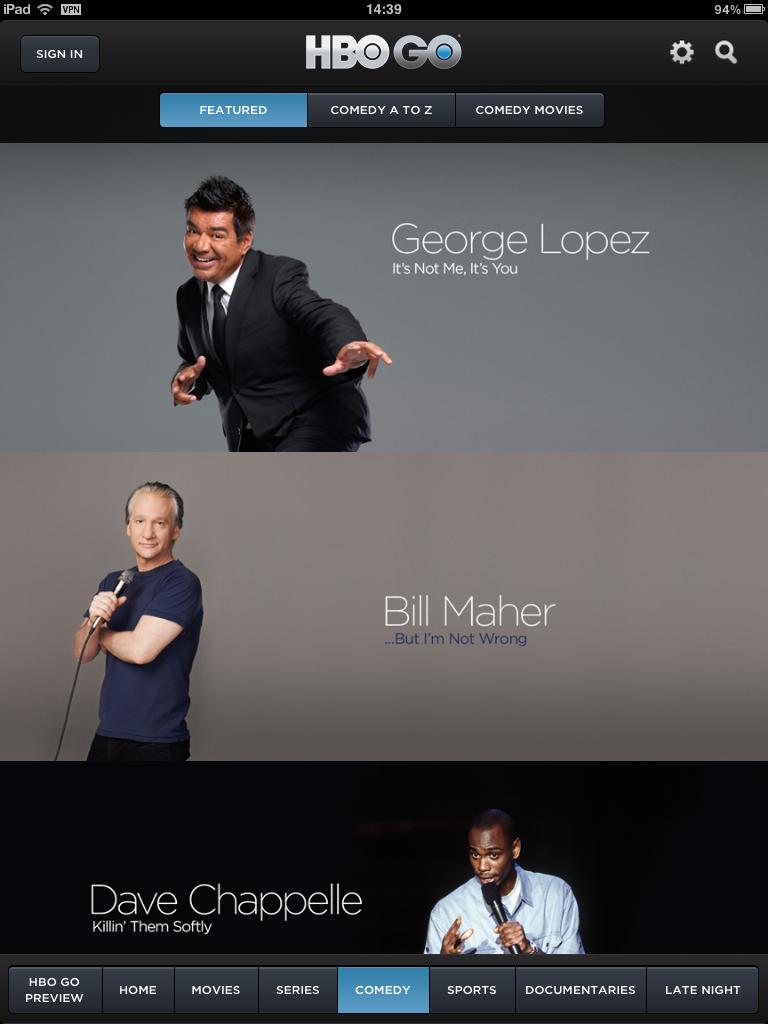 iPad VPN 14:39 94%
SIGN IN HBO GO
FEATURED COMEDY A TO Z COMEDY MOVIES
George Lopez
It's Not Me, It's You
Bill Maher
...But I'm Not Wrong
Dave Chappelle
Killin' Them Softly
HBO GO PREVIEW HOME MOVIES SERIES COMEDY SPORTS DOCUMENTARIES LATE NIGHT